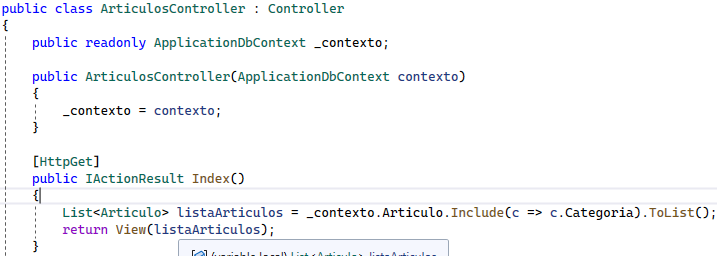 public class ArticulosController : Controller
{
public readonly ApplicationDbContext _contexto;
public ArticulosController(ApplicationDbContext contexto)
{
_contexto = contexto;
}
[HttpGet]
public IActionResult Index()
{
List<Articulo> listaArticulos = _contexto.Articulo.Include(c => c.Categoria).ToList();
return View(listaArticulos);
}
(variable local) List<Articulo> listaArticulos